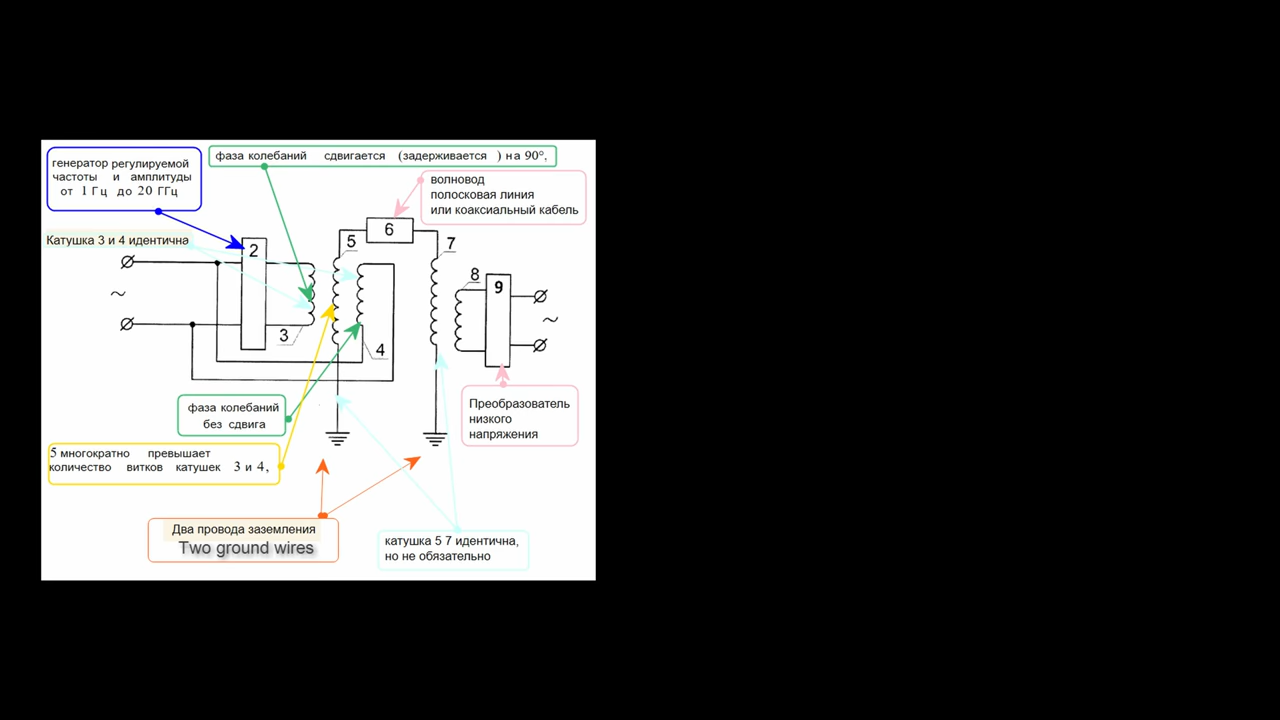 генератор регулируемой
частоты и амплитуды
от 1 Гц до 20 ГГц
фаза колебаний сдвигается (задерживается ) на 90°,
волновод
полосковая линия
или коаксиальный кабель
Катушка 3 и 4 идентична
2
3
5
4
6
7
8
9
~
~
фаза колебаний
без сдвига
Преобразователь
низкого
напряжения
5 многократно превышает
количество витков катушек 3 и 4,
Два провода заземления
Two ground wires
катушка 5 7 идентична,
но не обязательно